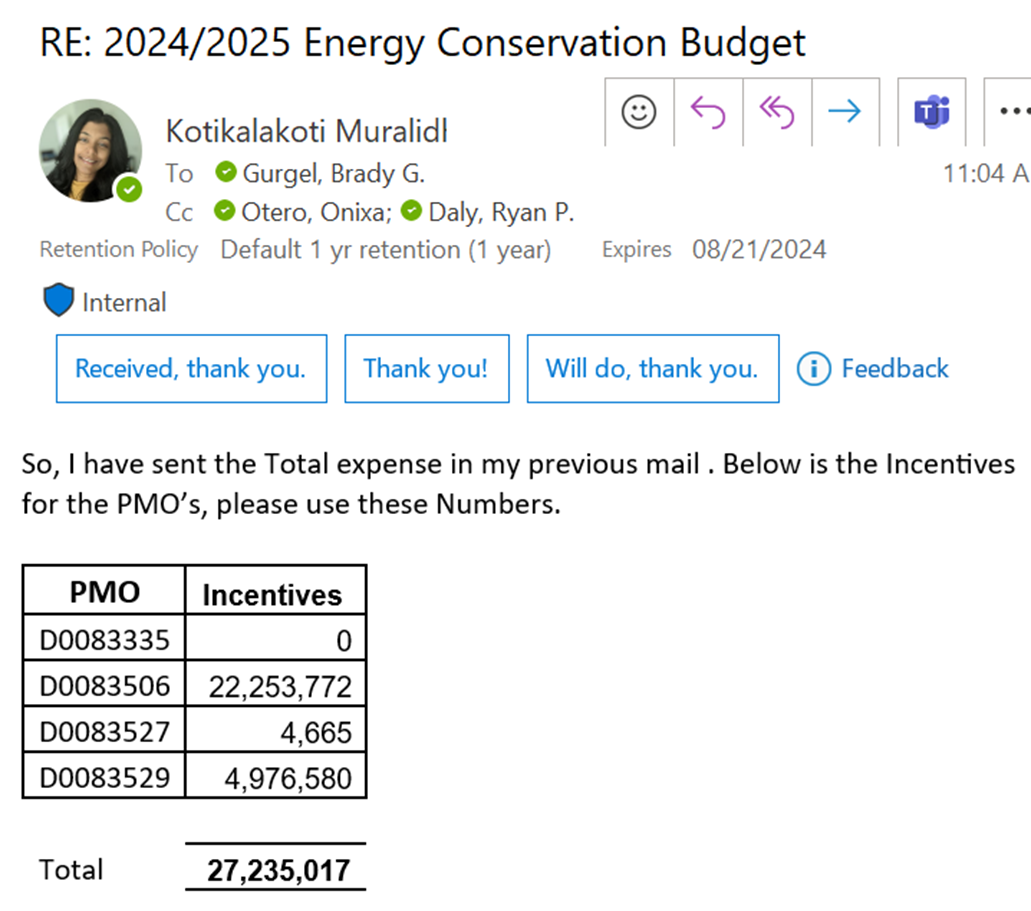 RE: 2024/2025 Energy Conservation Budget
Kotikalakoti Muralidl
To Gurgel, Brady G.
11:04 A
Cc Otero, Onixa; Daly, Ryan P.
Retention Policy Default 1 yr retention (1 year) Expires 08/21/2024
Internal
Received, thank you. Thank you! Will do, thank you. Feedback
So, I have sent the Total expense in my previous mail . Below is the Incentives
for the PMO's, please use these Numbers.
PMO Incentives
D0083335 0
D0083506 22,253,772
D0083527 4,665
D0083529 4,976,580
Total 27,235,017